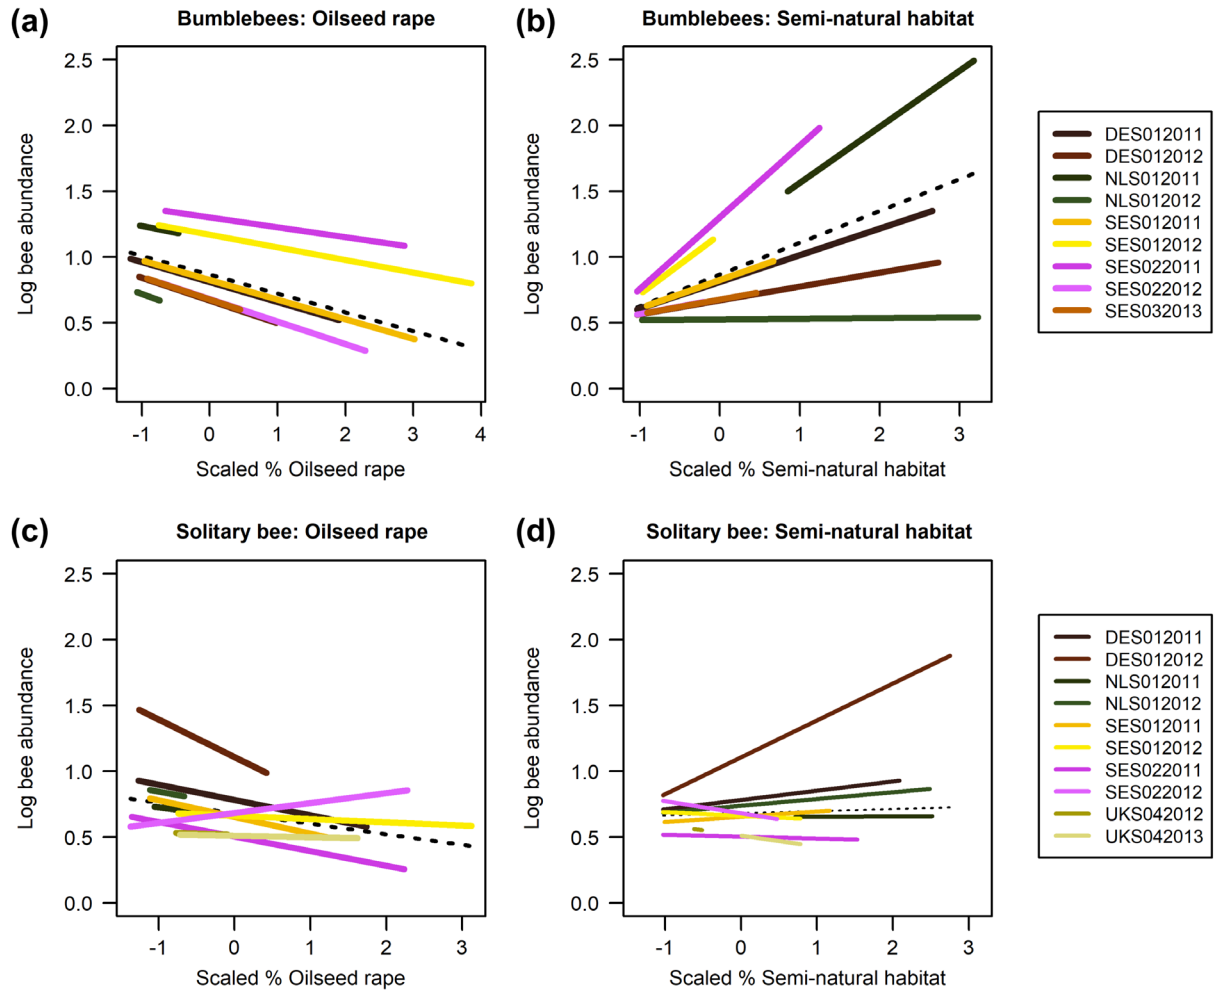 (a)
Bumblebees: Oilseed rape
Log bee abundance
2.5
2.0
1.5
1.0
0.5
0.0
-1 0 1 2 3 4
Scaled % Oilseed rape
(b)
Bumblebees: Semi-natural habitat
Log bee abundance
2.5
2.0
1.5
1.0
0.5
0.0
-1 0 1 2 3
Scaled % Semi-natural habitat
DES012011
DES012012
NLS012011
NLS012012
SES012011
SES012012
SES022011
SES022012
SES032013
(c)
Solitary bee: Oilseed rape
Log bee abundance
2.5
2.0
1.5
1.0
0.5
0.0
-1 0 1 2 3
Scaled % Oilseed rape
(d)
Solitary bee: Semi-natural habitat
Log bee abundance
2.5
2.0
1.5
1.0
0.5
0.0
-1 0 1 2 3
Scaled % Semi-natural habitat
DES012011
DES012012
NLS012011
NLS012012
SES012011
SES012012
SES022011
SES022012
UKS042012
UKS042013